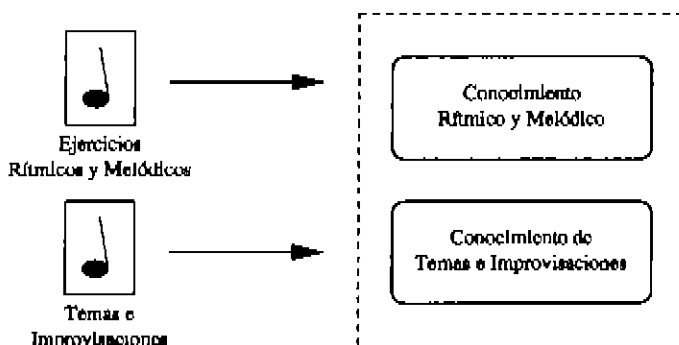 Ejercicios
Rítmicos y Melódicos
Conocimiento
Rítmico y Melódico
Temas e
Improvisaciones
Conocimiento de
Temas e Improvisaciones